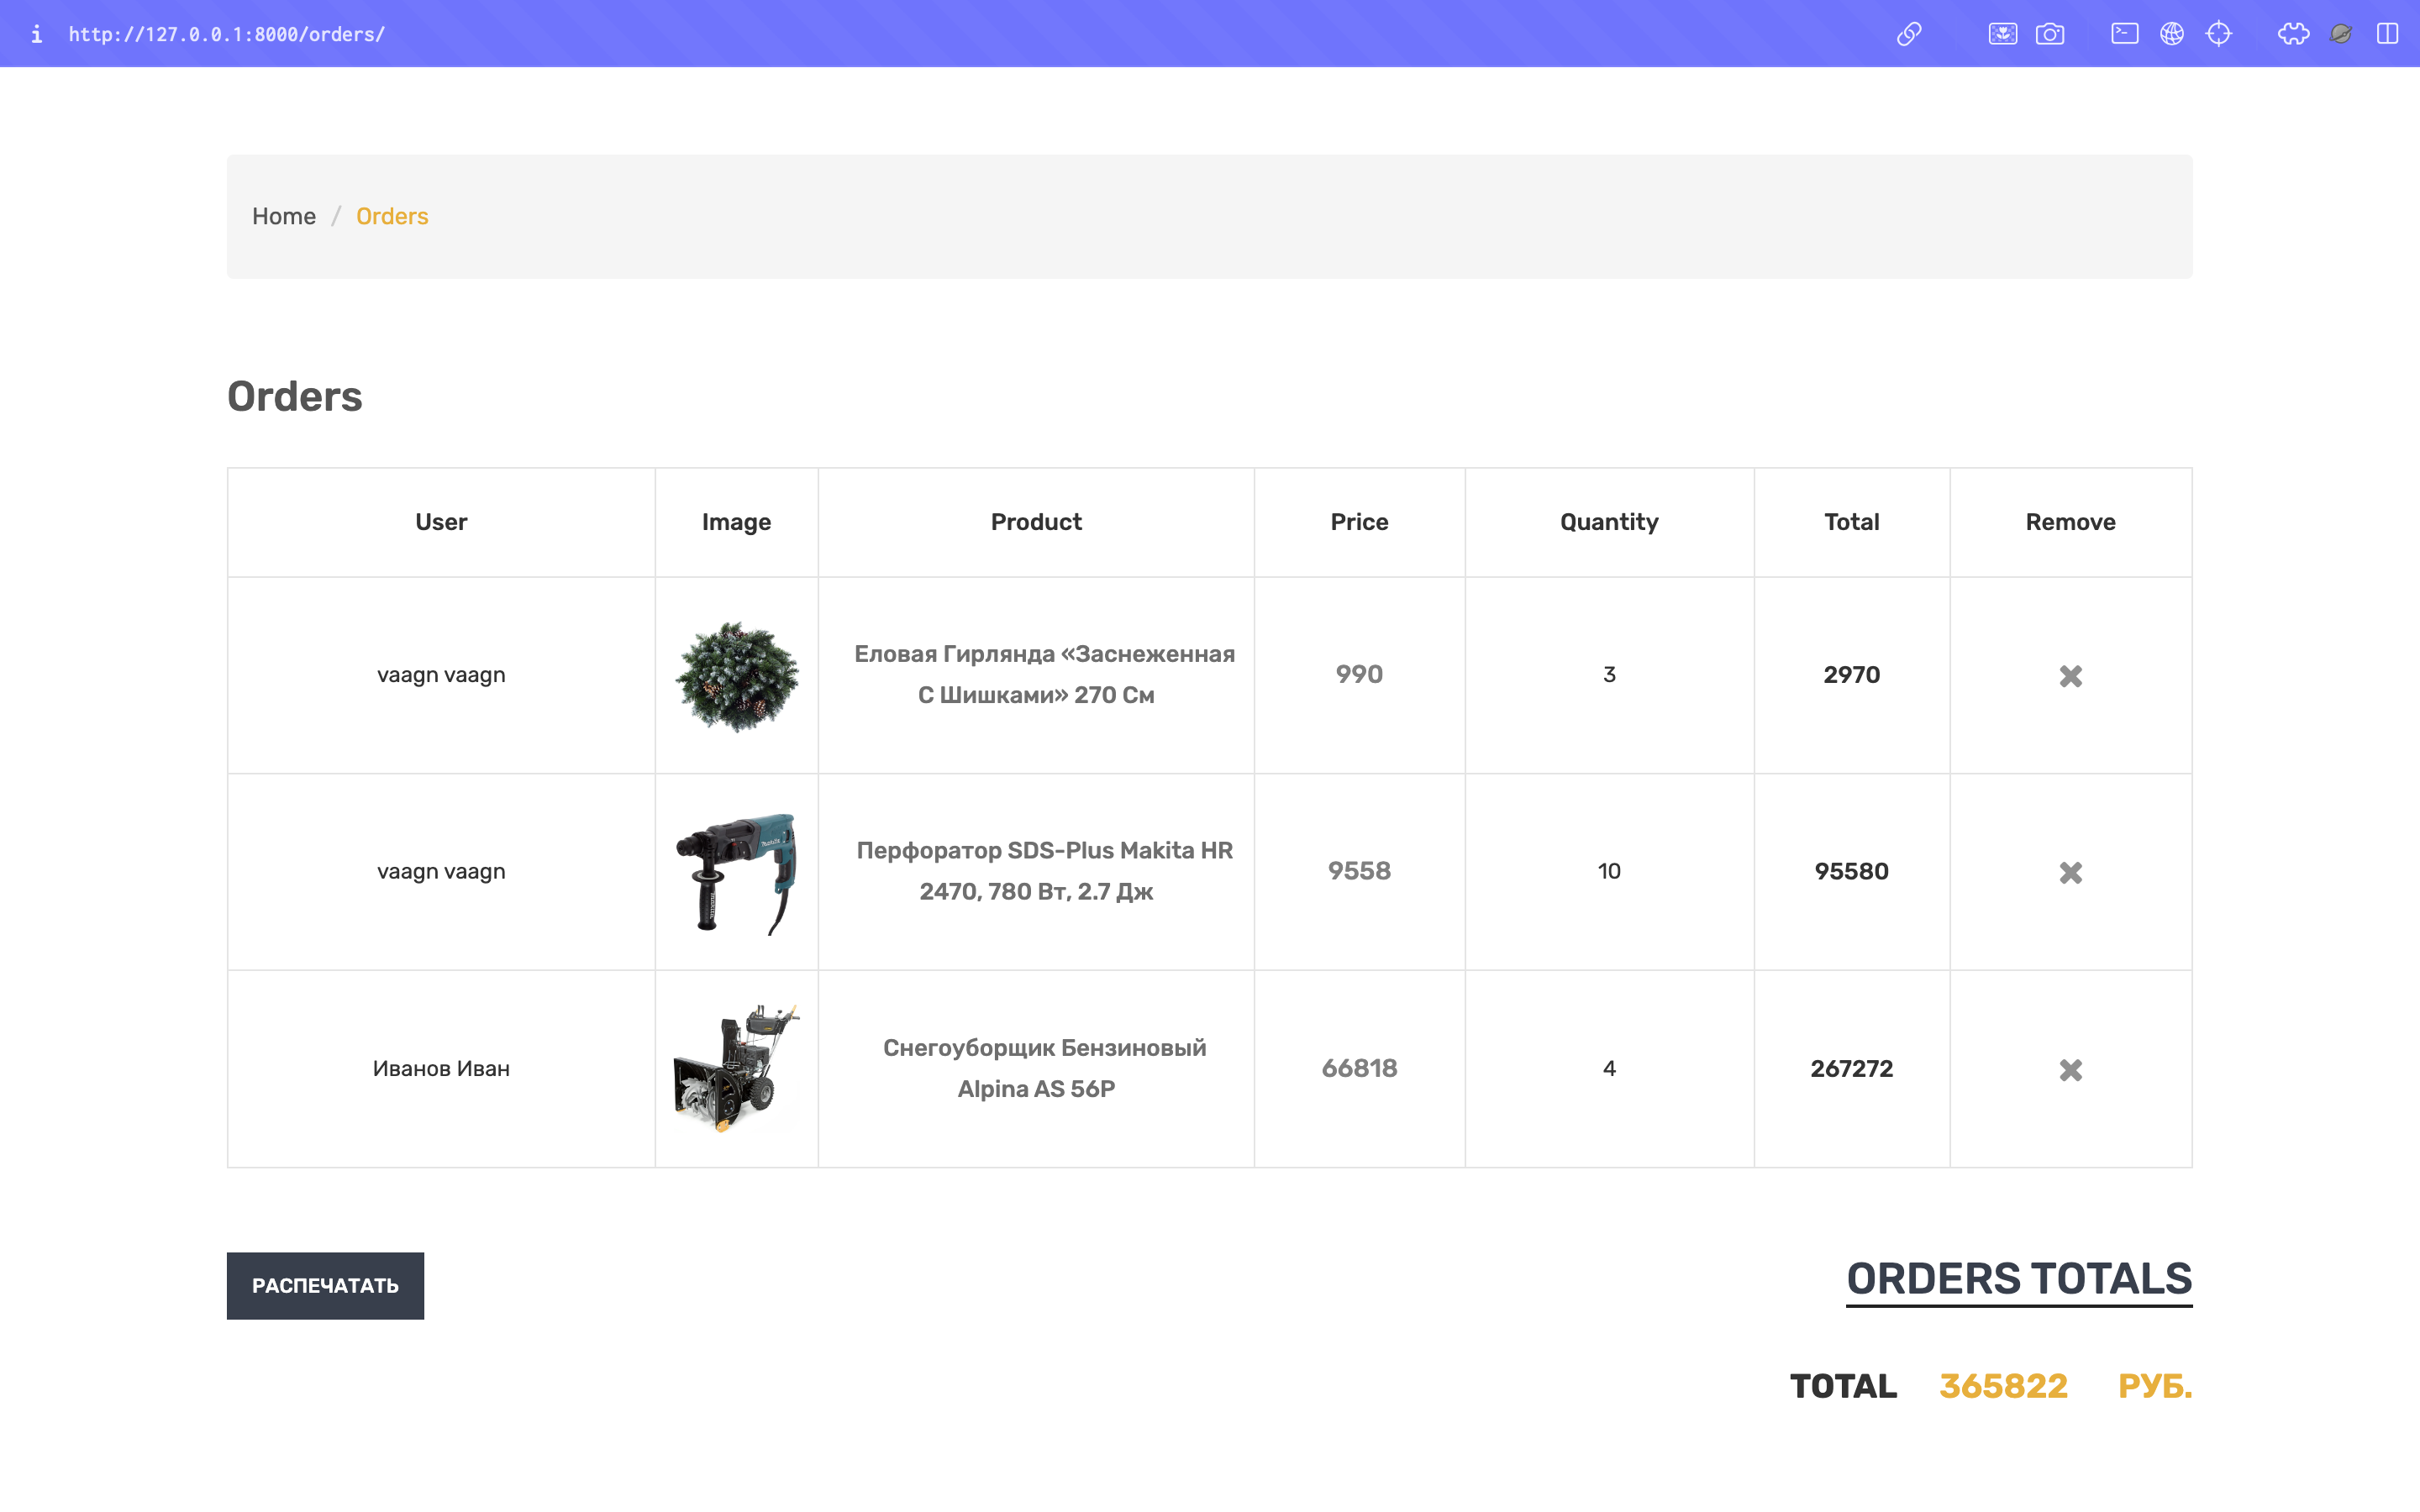 http://127.0.0.1:8000/orders/
Home / Orders
Orders
User Image Product Price Quantity Total Remove
vaagn vaagn
Еловая Гирлянда «Заснеженная
С Шишками» 270 См
990 3 2970
vaagn vaagn
Перфоратор SDS-Plus Makita HR
2470, 780 Вт, 2.7 Дж
9558 10 95580
Иванов Иван
Снегоуборщик Бензиновый
Alpina AS 56P
66818 4 267272
РАСПЕЧАТАТЬ
ORDERS TOTALS
TOTAL 365822 РУБ.